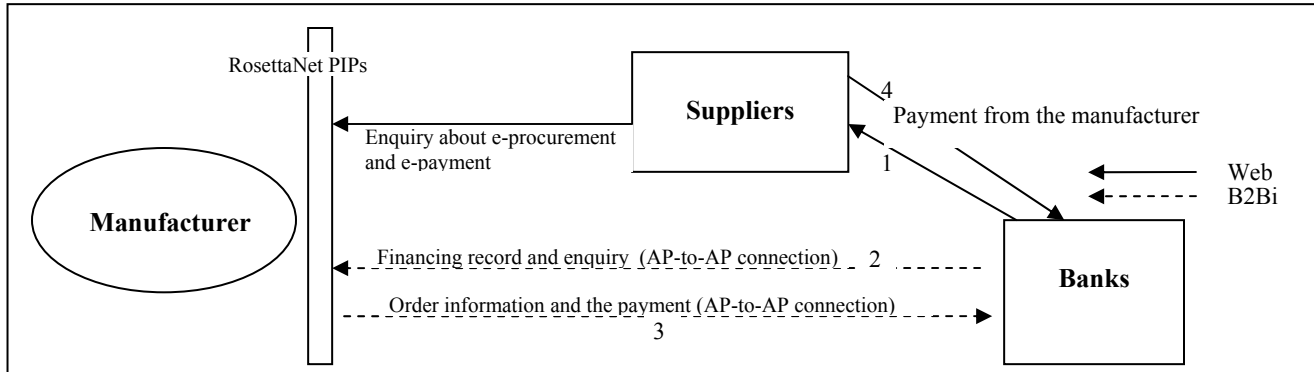 RosettaNet PIPs
Suppliers
4
Payment from the manufacturer
Enquiry about e-procurement
and e-payment
1
Web
B2Bi
Manufacturer
Financing record and enquiry (AP-to-AP connection)
2
Banks
Order information and the payment (AP-to-AP connection)
3